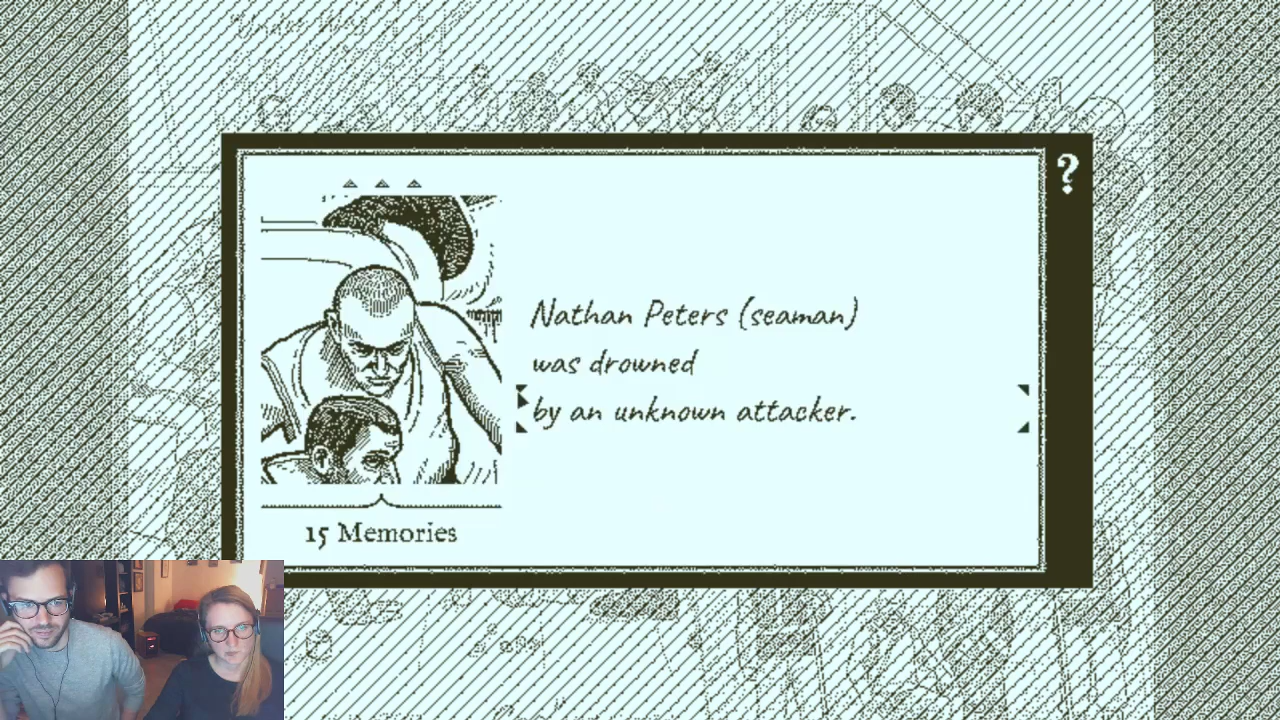 ?
Nathan Peters (seaman)
was drowned
by an unknown attacker.
15 Memories